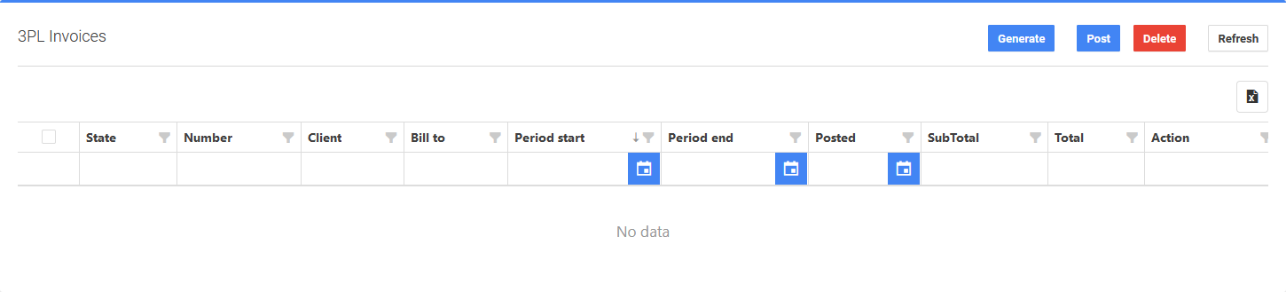 3PL Invoices
Generate Post Delete Refresh
State Number Client Bill to Period start Period end Posted SubTotal Total Action
No data